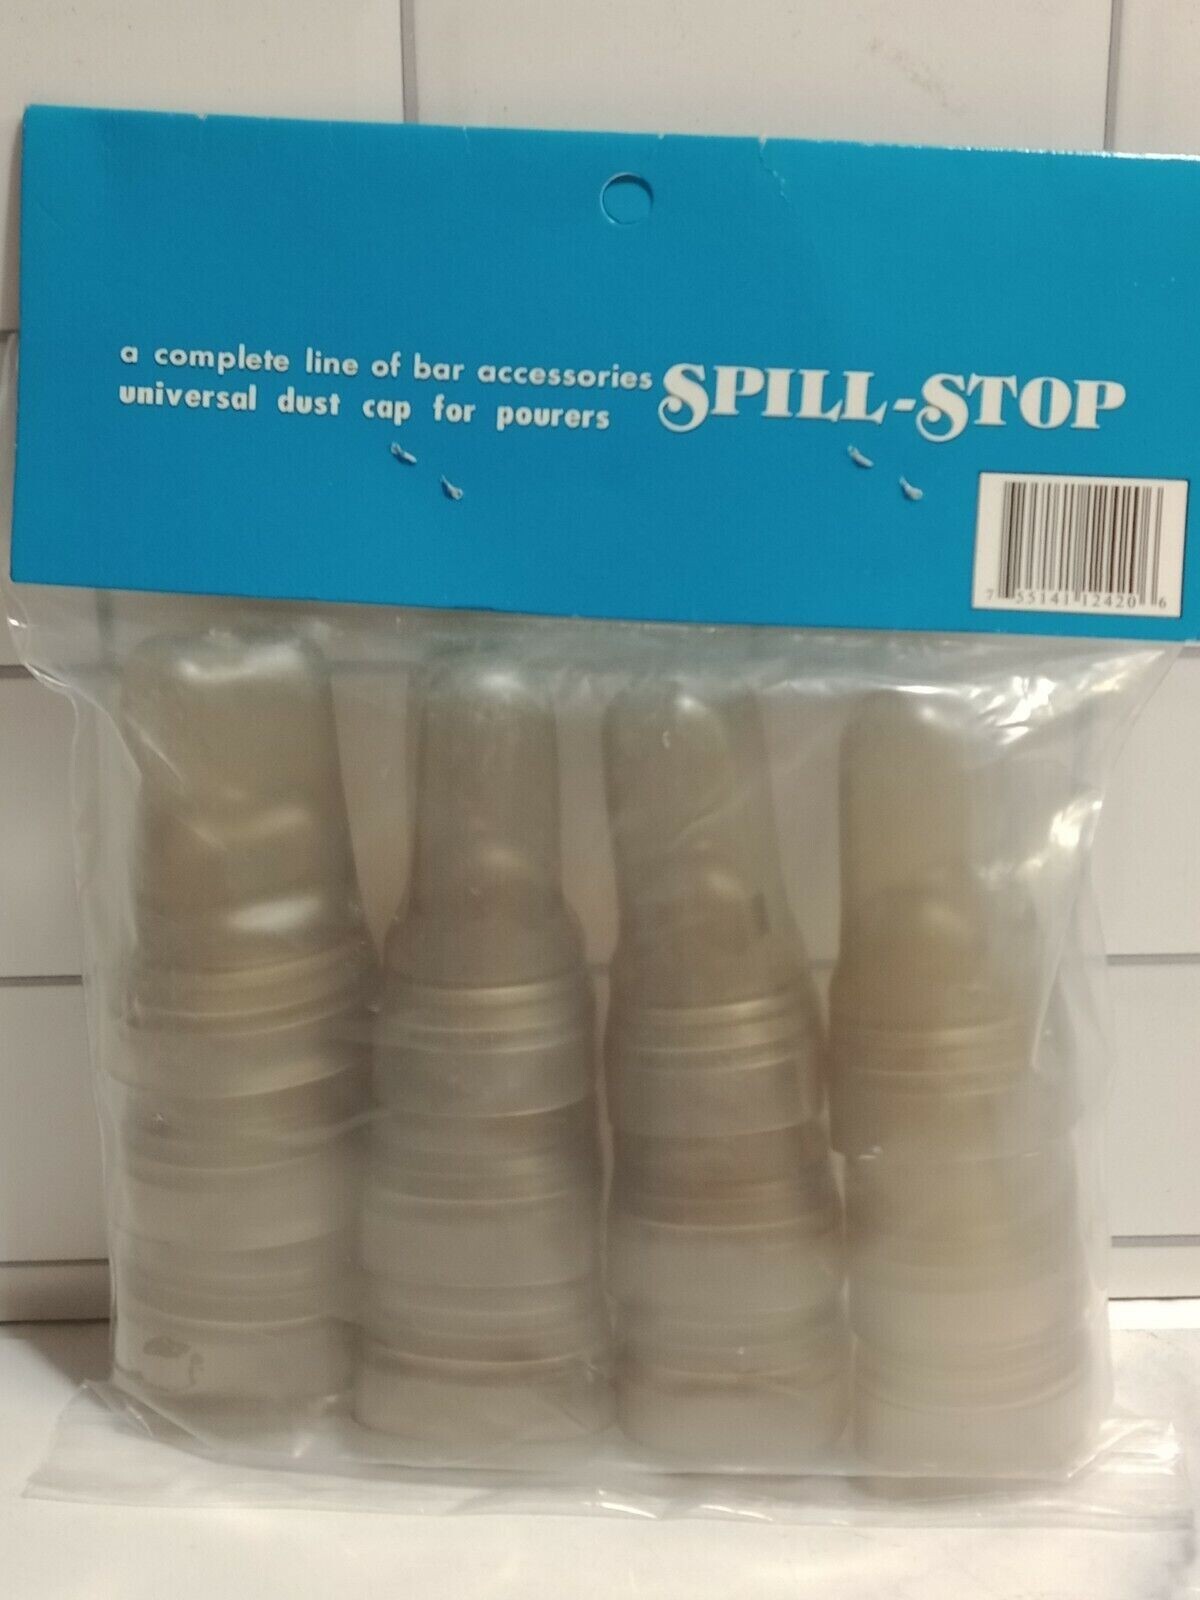 a complete line of bar accessories
universal dust cap for pourers
SPILL-STOP
7 55141 12420 6